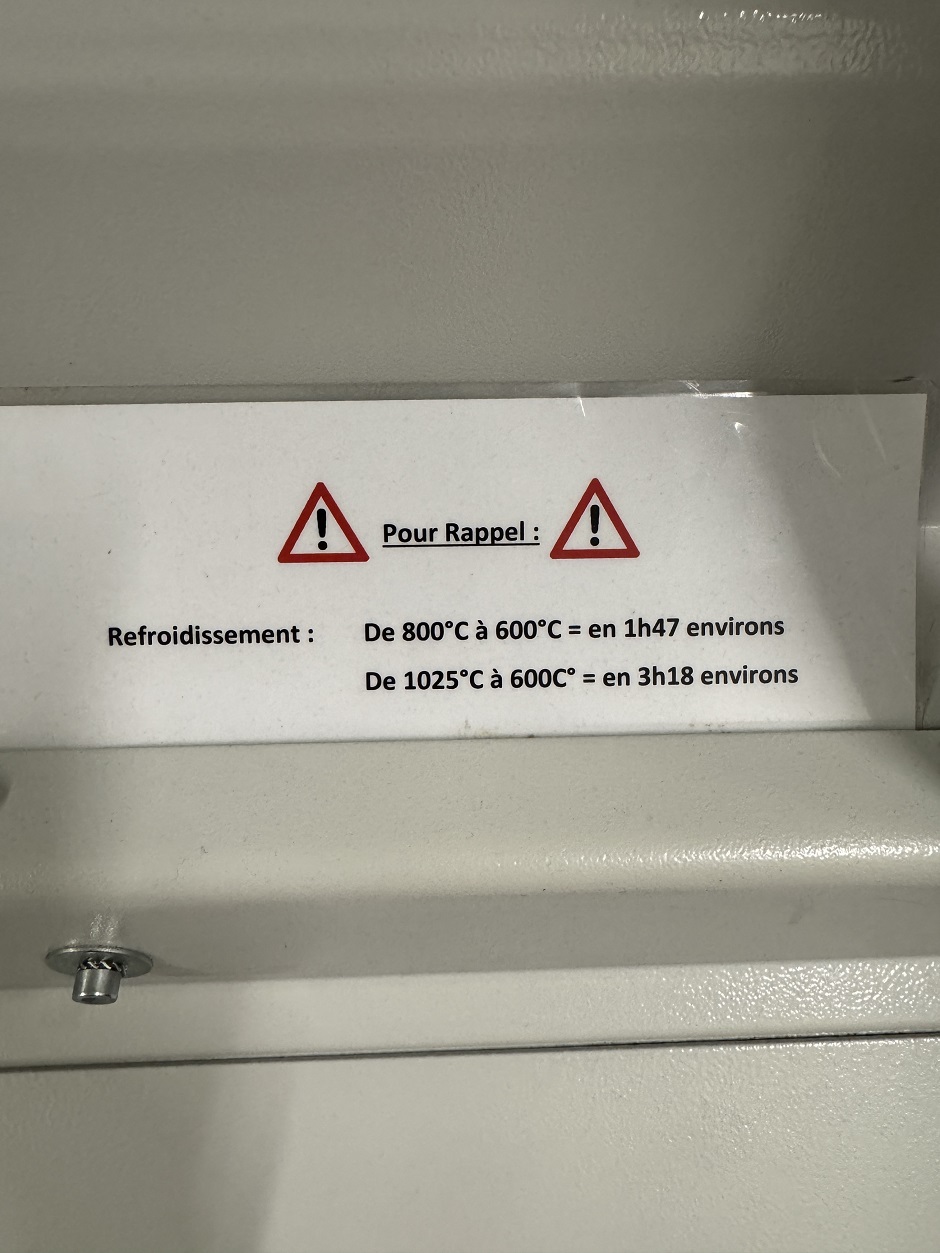 Pour Rappel :
Refroidissement : De 800°C à 600°C = en 1h47 environs
De 1025°C à 600C° = en 3h18 environs